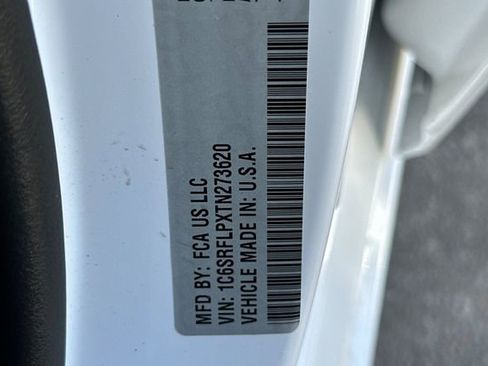 MFD BY: FCA US LLC
VIN: 1C6SRFLPXTN273620
VEHICLE MADE IN: U.S.A.